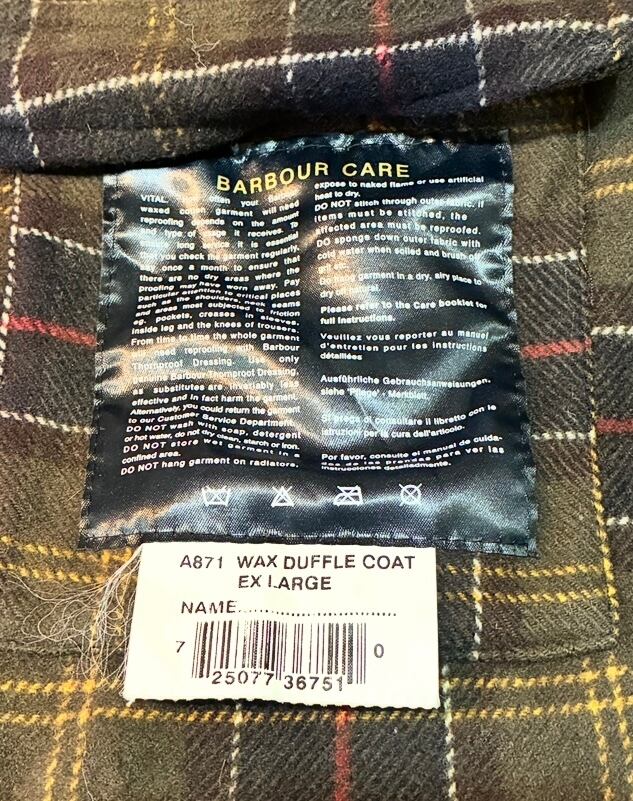 BARBOUR CARE
VITAL. your
waxed garment will need
reproofing depends on the amount
and type of usage it receives. To
ensure long service it is essential
that you check the garment regularly,
say once a month to ensure that
there are no dry areas where the
proofing may have worn away. Pay
Particular attention to critical places
such as the shoulders, neck seams
and areas most subjected to friction
eg. pockets, creases in sleeves,
inside leg and the knees of trousers.
From time to time the whole garment
need reproofing with Barbour
Thornproof Dressing. Use only
Barbour Thornproof Dressing,
as substitutes are invariably less
effective and in fact harm the garment.
Alternatively, you could return the garment
to our Customer Service Department.
DO NOT wash with soap, detergent
or hot water, do not dry clean, starch or iron.
DO NOT store wet garment in a
confined area.
DO NOT hang garment on radiators,
expose to naked flame or use artificial
heat to dry.
DO NOT stitch through outer fabric. If
items must be stitched, the
affected area must be reproofed.
DO sponge down outer fabric with
cold water when soiled and brush off
grit etc.
Do garment in a dry, airy place to
dry natural.
Please refer to the Care booklet for
full instructions.
Veuillez vous reporter au manuel
d'entretien pour les instructions
détaillées
Ausführliche Gebrauchsanweisungen,
siehe 'Pflege' - Merkblatt.
Si prega di consultare il libretto con le
istruzioni per la cura dell'articolo.
Por favor, consulte el manual de cuida-
dos de las prendas para ver las
instrucciones detalladamente.
A871 WAX DUFFLE COAT
EX LARGE
NAME........................................
7 25077 36751 0